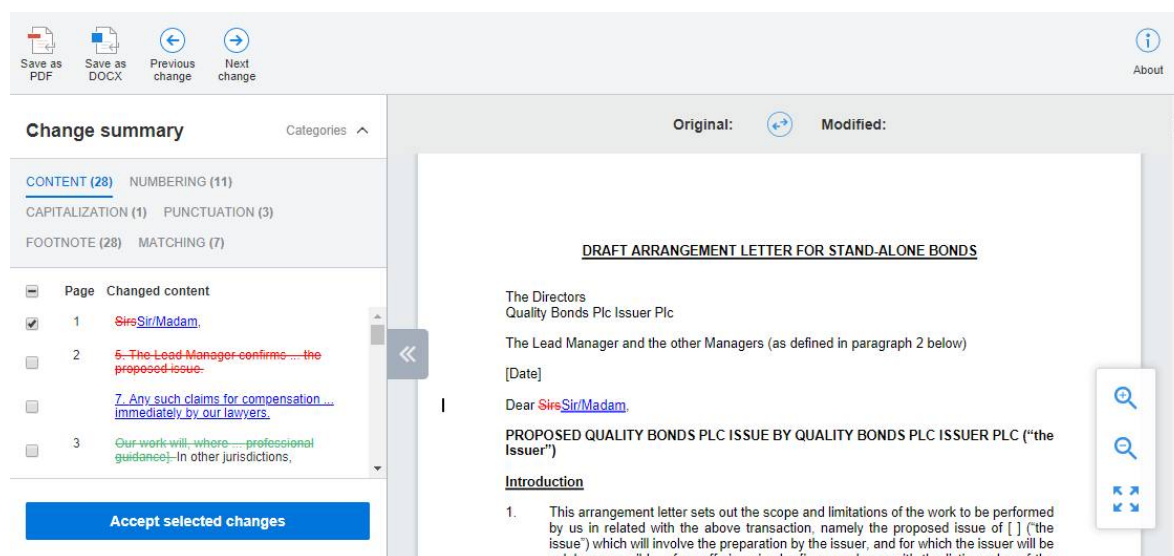 Save as
PDF
Save as
DOCX
Previous
change
Next
change
About
Change summary
Categories
CONTENT (28) NUMBERING (11)
CAPITALIZATION (1) PUNCTUATION (3)
FOOTNOTE (28) MATCHING (7)
Page Changed content
1 SirsSir/Madam,
2 5. The Lead Manager confirms ... the
proposed issue.
7. Any such claims for compensation ...
immediately by our lawyers.
3 Our work will, where ... professional
guidance]. In other jurisdictions,
Accept selected changes
Original: Modified:
DRAFT ARRANGEMENT LETTER FOR STAND-ALONE BONDS
The Directors
Quality Bonds Plc Issuer Plc
The Lead Manager and the other Managers (as defined in paragraph 2 below)
[Date]
Dear SirsSir/Madam,
PROPOSED QUALITY BONDS PLC ISSUE BY QUALITY BONDS PLC ISSUER PLC (“the
Issuer”)
Introduction
1. This arrangement letter sets out the scope and limitations of the work to be performed
by us in related with the above transaction, namely the proposed issue of [ ] (“the
issue”) which will involve the preparation by the issuer, and for which the issuer will be